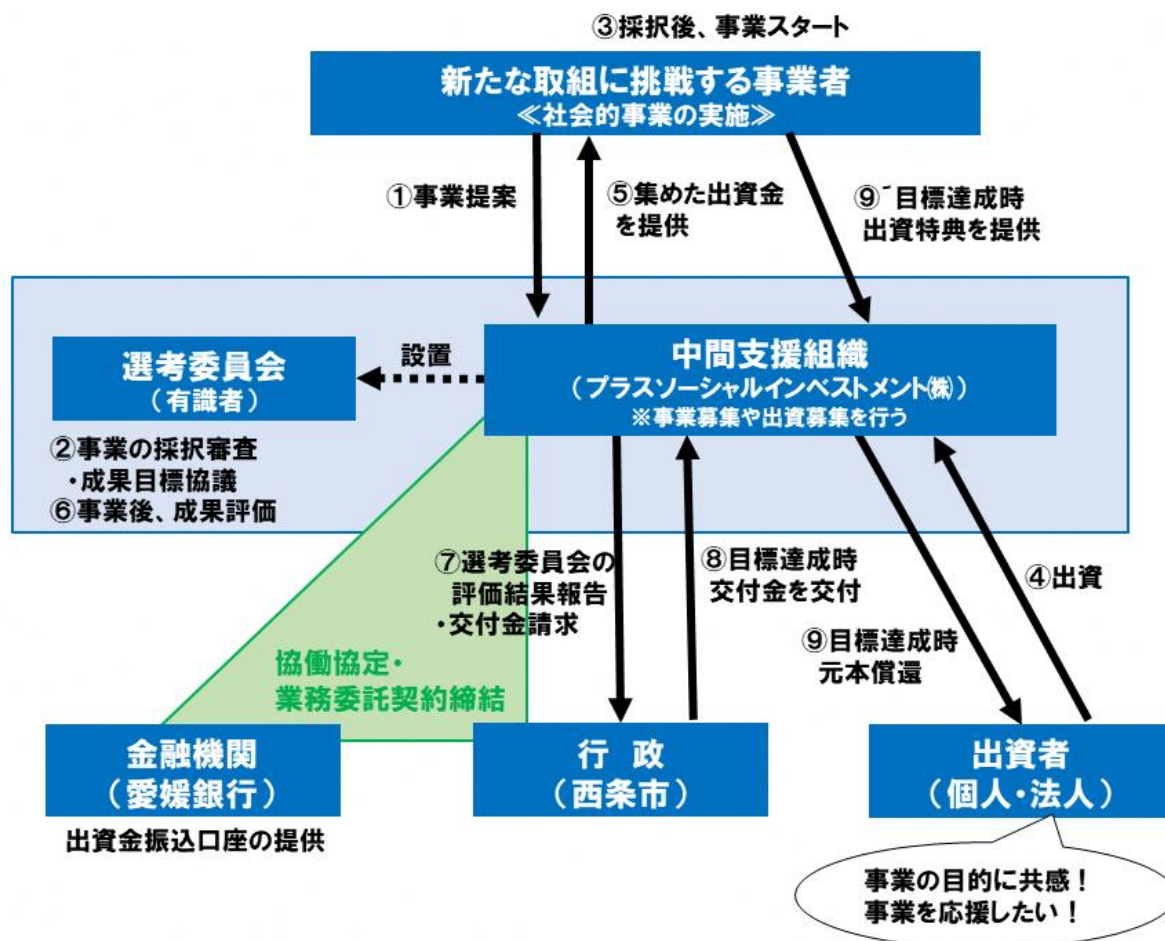 ③採択後、事業スタート
新たな取組に挑戦する事業者
≪社会的事業の実施≫
①事業提案
⑤集めた出資金
を提供
⑨´目標達成時
出資特典を提供
選考委員会
（有識者）
設置
中間支援組織
（プラスソーシャルインベストメント㈱）
※事業募集や出資募集を行う
②事業の採択審査
・成果目標協議
⑥事業後、成果評価
⑦選考委員会の
評価結果報告
・交付金請求
⑧目標達成時
交付金を交付
④出資
⑨目標達成時
元本償還
協働協定・
業務委託契約締結
金融機関
（愛媛銀行）
出資金振込口座の提供
行 政
（西条市）
出資者
（個人・法人）
事業の目的に共感！
事業を応援したい！